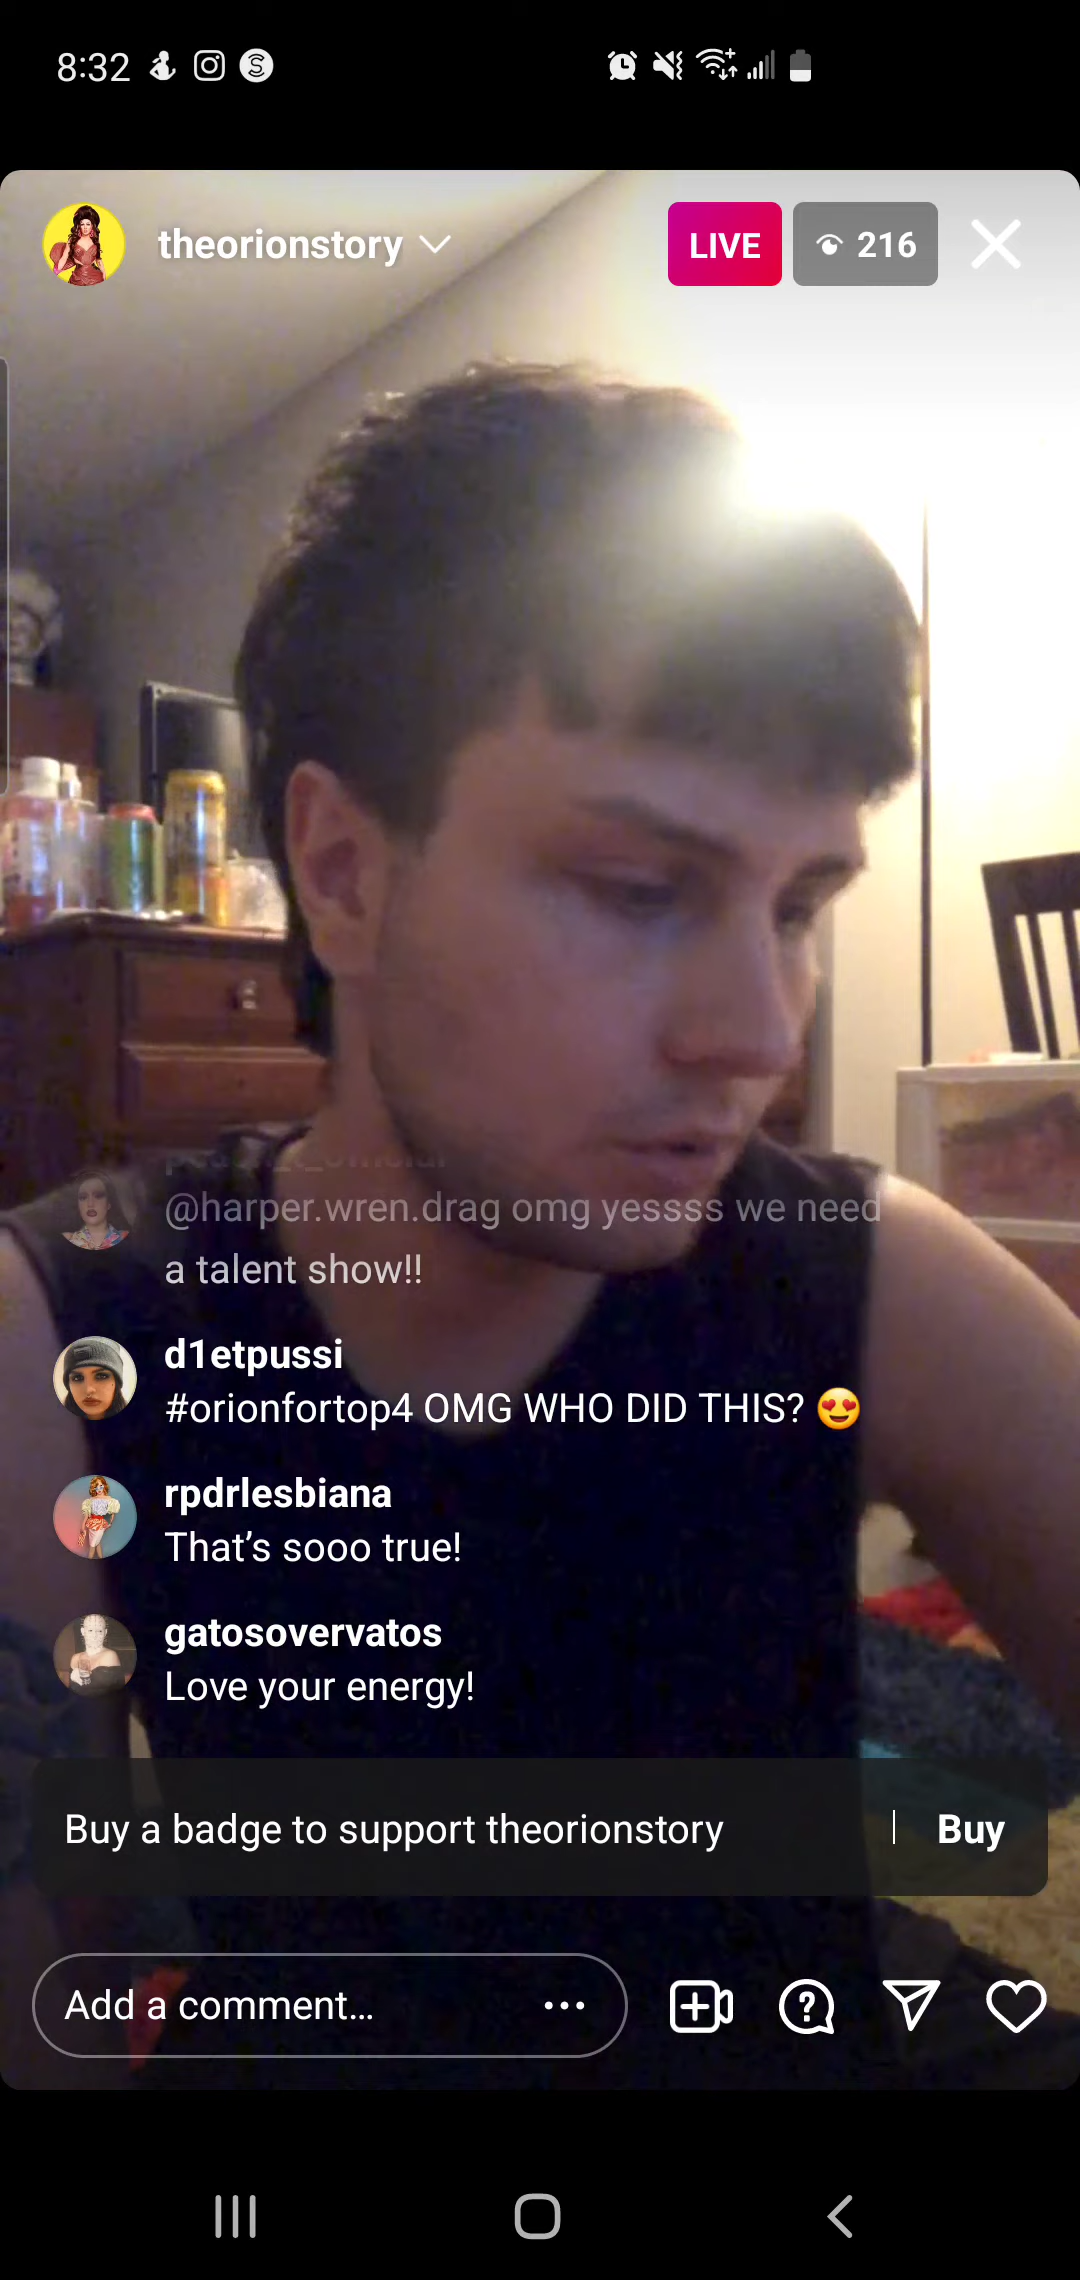 8:32
theorionstory
LIVE
216
@harper.wren.drag omg yessss we need
a talent show!!
d1etpussi
#orionfortop4 OMG WHO DID THIS? 😍
rpdrlesbiana
That’s sooo true!
gatosovervatos
Love your energy!
Buy a badge to support theorionstory
Buy
Add a comment...